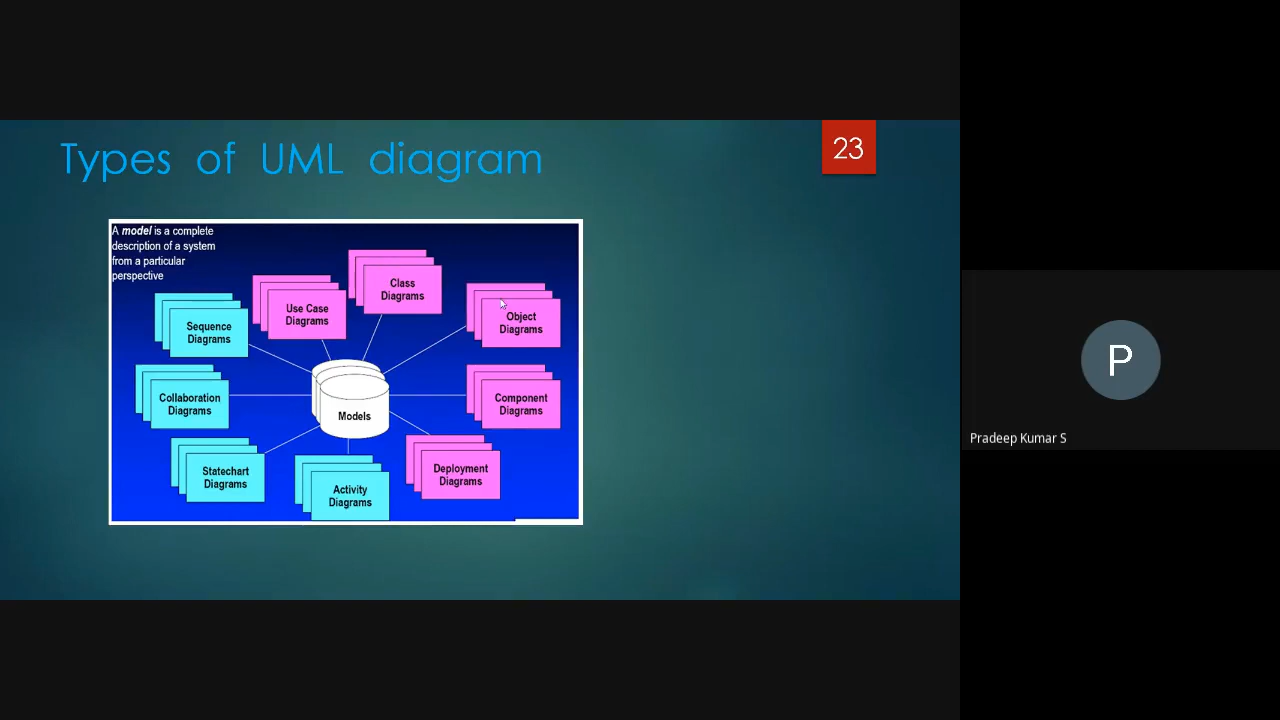 Types of UML diagram
23
A model is a complete
description of a system
from a particular
perspective
Class
Diagrams
Use Case
Diagrams
Object
Diagrams
Sequence
Diagrams
Collaboration
Diagrams
Models
Component
Diagrams
Statechart
Diagrams
Activity
Diagrams
Deployment
Diagrams
P
Pradeep Kumar S